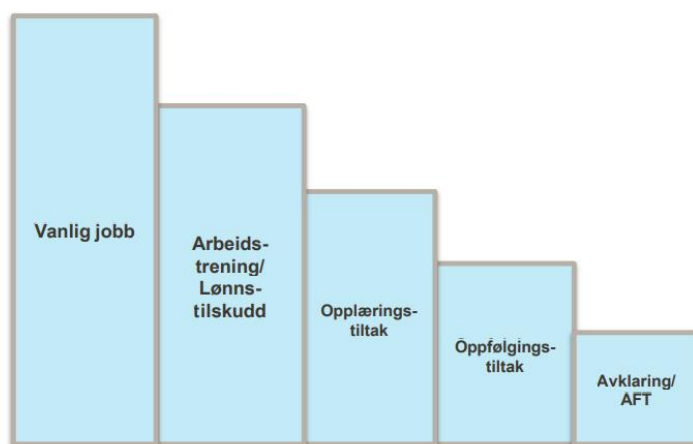 Vanlig jobb
Arbeids-
trening/
Lønns-
tilskudd
Opplærings-
tiltak
Oppfølgings-
tiltak
Avklaring/
AFT